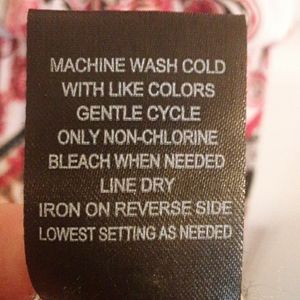 MACHINE WASH COLD
WITH LIKE COLORS
GENTLE CYCLE
ONLY NON-CHLORINE
BLEACH WHEN NEEDED
LINE DRY
IRON ON REVERSE SIDE
LOWEST SETTING AS NEEDED